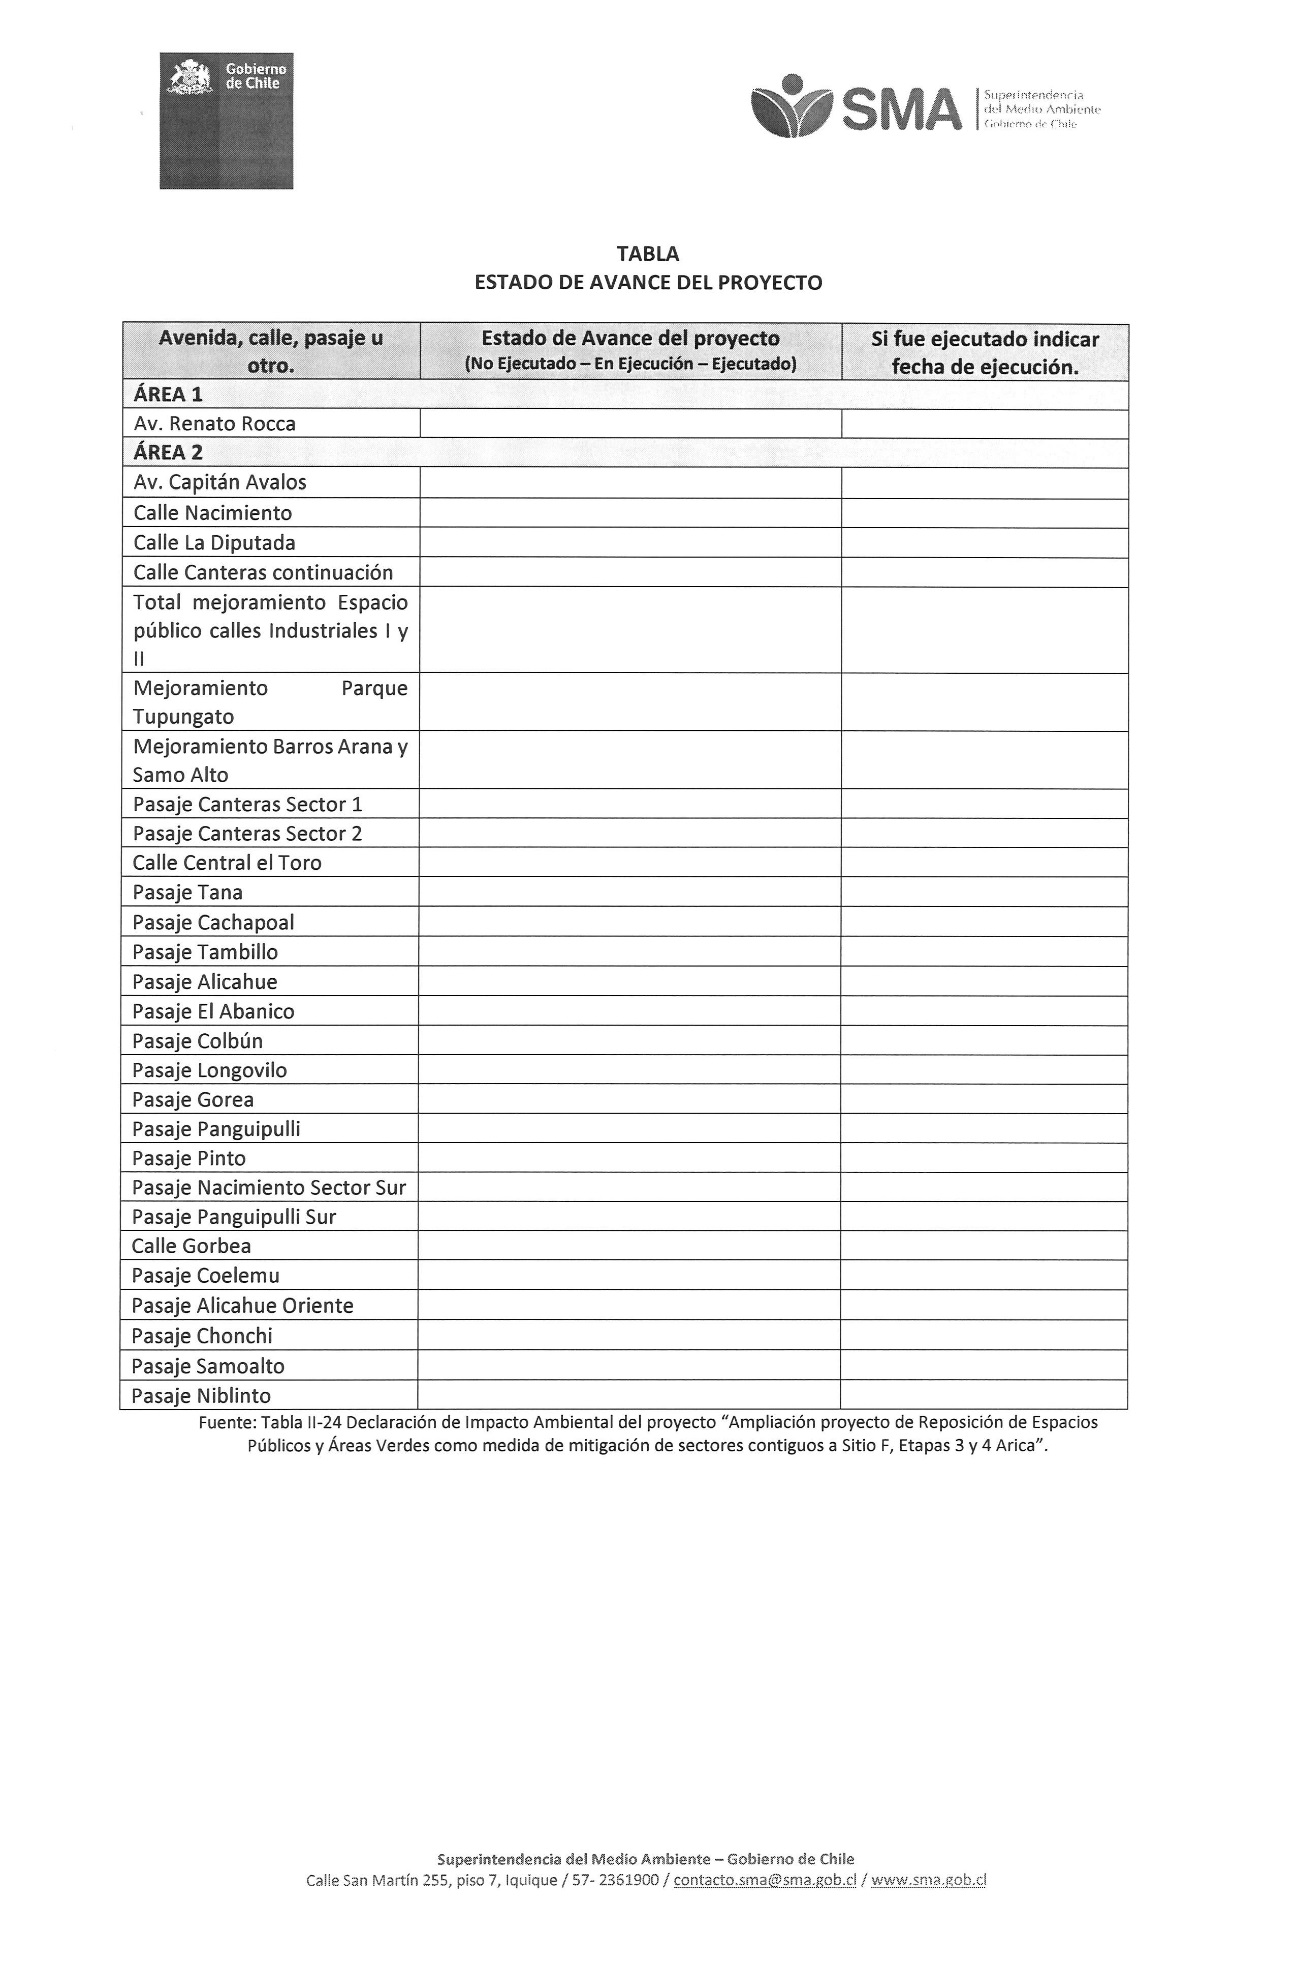 Gobierno
de Chile
SMA
Superintendencia
del Medio Ambiente
Gobierno de Chile
TABLA
ESTADO DE AVANCE DEL PROYECTO
Avenida, calle, pasaje u
otro.
Estado de Avance del proyecto
(No Ejecutado – En Ejecución – Ejecutado)
Si fue ejecutado indicar
fecha de ejecución.
ÁREA 1
Av. Renato Rocca
ÁREA 2
Av. Capitán Avalos
Calle Nacimiento
Calle La Diputada
Calle Canteras continuación
Total mejoramiento Espacio
público calles Industriales I y
II
Mejoramiento Parque
Tupungato
Mejoramiento Barros Arana y
Samo Alto
Pasaje Canteras Sector 1
Pasaje Canteras Sector 2
Calle Central el Toro
Pasaje Tana
Pasaje Cachapoal
Pasaje Tambillo
Pasaje Alicahue
Pasaje El Abanico
Pasaje Colbún
Pasaje Longovilo
Pasaje Gorea
Pasaje Panguipulli
Pasaje Pinto
Pasaje Nacimiento Sector Sur
Pasaje Panguipulli Sur
Calle Gorbea
Pasaje Coelemu
Pasaje Alicahue Oriente
Pasaje Chonchi
Pasaje Samoalto
Pasaje Niblinto
Fuente: Tabla II-24 Declaración de Impacto Ambiental del proyecto “Ampliación proyecto de Reposición de Espacios
Públicos y Áreas Verdes como medida de mitigación de sectores contiguos a Sitio F, Etapas 3 y 4 Arica”.
Superintendencia del Medio Ambiente – Gobierno de Chile
Calle San Martín 255, piso 7, Iquique / 57- 2361900 / contacto.sma@sma.gob.cl / www.sma.gob.cl